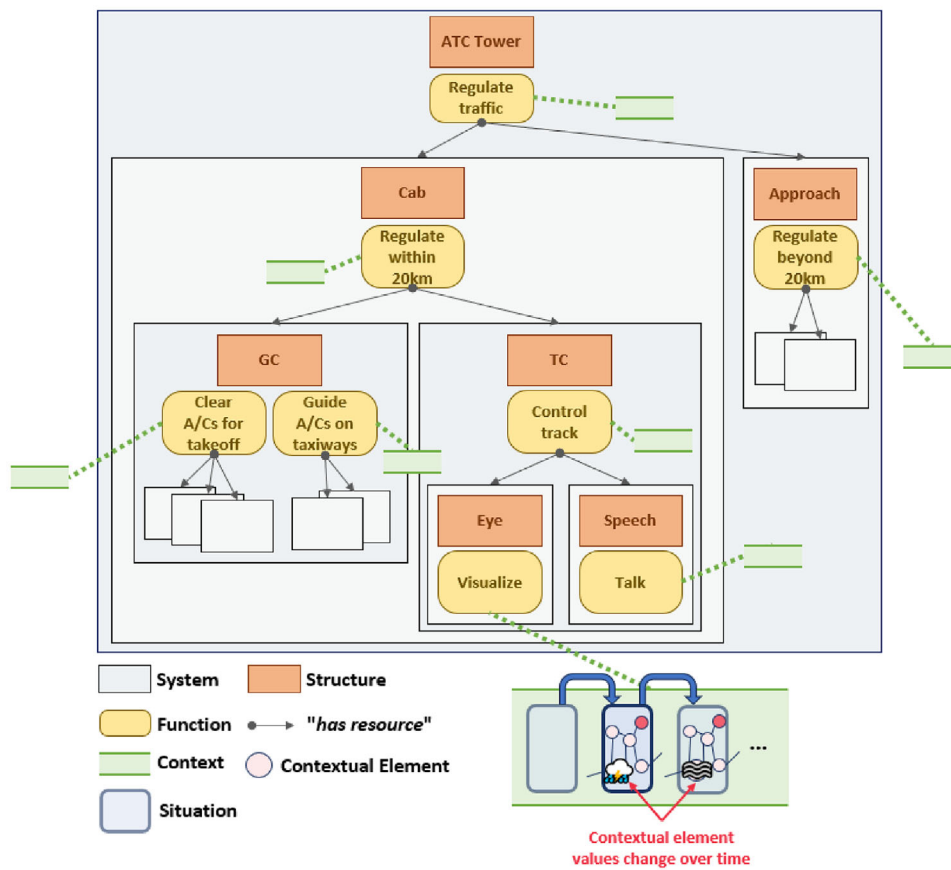 ATC Tower
Regulate
traffic
Cab
Approach
Regulate
within
20km
Regulate
beyond
20km
GC
TC
Clear
A/Cs for
takeoff
Guide
A/Cs on
taxiways
Control
track
Eye
Speech
Visualize
Talk
System
Structure
Function
"has resource"
Context
Contextual Element
Situation
...
Contextual element
values change over time